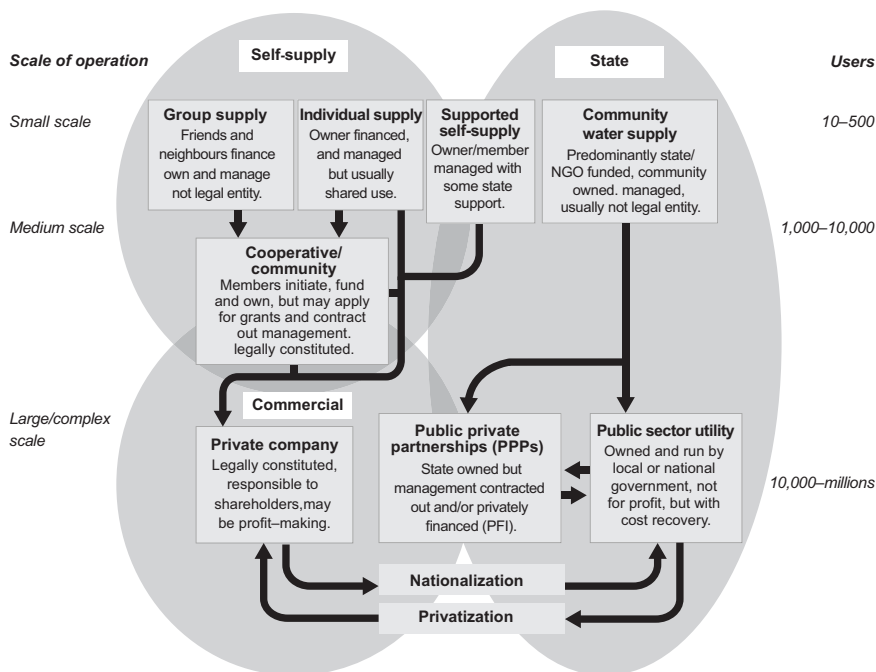 Scale of operation
Self-supply
State
Users
Small scale
10–500
Group supply
Friends and
neighbours finance
own and manage
not legal entity.
Individual supply
Owner financed,
and managed
but usually
shared use.
Supported
self-supply
Owner/member
managed with
some state
support.
Community
water supply
Predominantly state/
NGO funded, community
owned. managed,
usually not legal entity.
Medium scale
1,000–10,000
Cooperative/
community
Members initiate, fund
and own, but may apply
for grants and contract
out management.
legally constituted.
Large/complex
scale
Commercial
Private company
Legally constituted,
responsible to
shareholders,may
be profit–making.
Public private
partnerships (PPPs)
State owned but
management contracted
out and/or privately
financed (PFI).
Public sector utility
Owned and run by
local or national
government, not
for profit, but with
cost recovery.
10,000–millions
Nationalization
Privatization